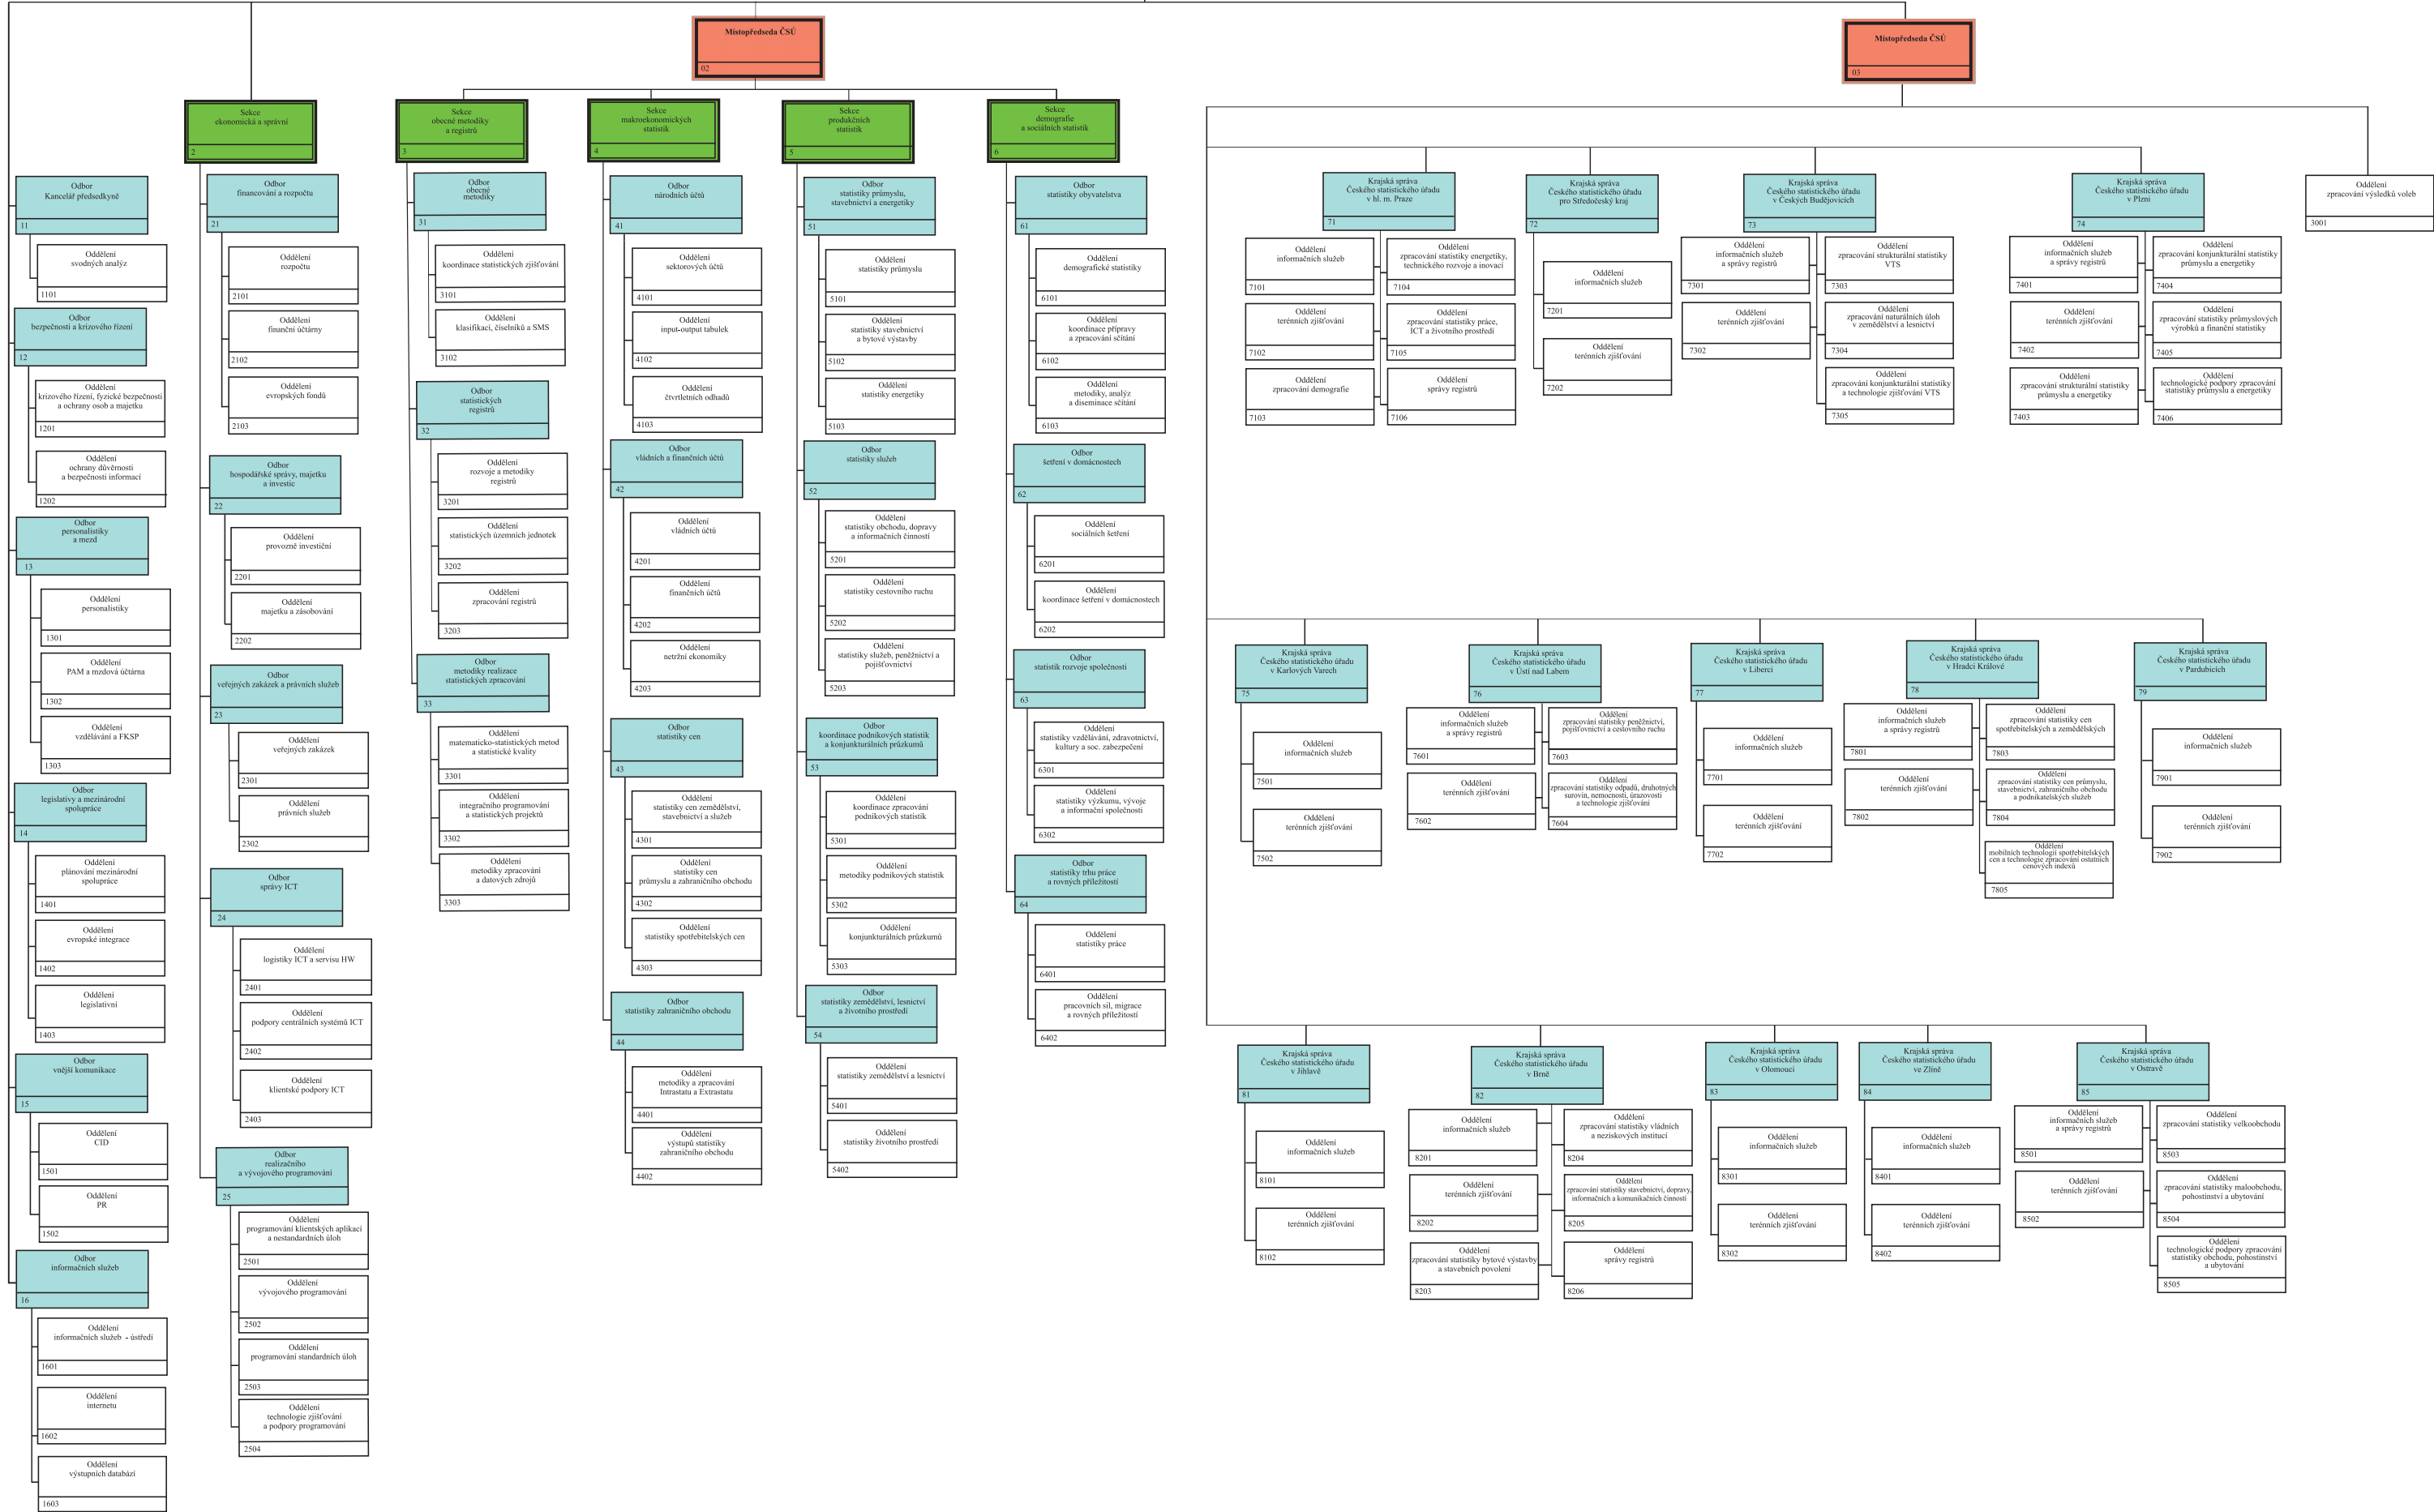 Místopředseda ČSÚ
02
Místopředseda ČSÚ
03
Sekce
ekonomická a správní
2
Sekce
obecné metodiky
a registrů
3
Sekce
makroekonomických
statistik
4
Sekce
produkčních
statistik
5
Sekce
demografie
a sociálních statistik
6
Odbor
Kancelář předsedkyně
11
Oddělení
svodných analýz
1101
Odbor
bezpečnosti a krizového řízení
12
Oddělení
krizového řízení, fyzické bezpečnosti
a ochrany osob a majetku
1201
Oddělení
ochrany důvěrnosti
a bezpečnosti informací
1202
Odbor
personalistiky
a mezd
13
Oddělení
personalistiky
1301
Oddělení
PAM a mzdová účtárna
1302
Oddělení
vzdělávání a FKSP
1303
Odbor
legislativy a mezinárodní
spolupráce
14
Oddělení
plánování mezinárodní
spolupráce
1401
Oddělení
evropské integrace
1402
Oddělení
legislativní
1403
Odbor
vnější komunikace
15
Oddělení
CID
1501
Oddělení
PR
1502
Odbor
informačních služeb
16
Oddělení
informačních služeb - ústředí
1601
Oddělení
internetu
1602
Oddělení
výstupních databází
1603
Odbor
financování a rozpočtu
21
Oddělení
rozpočtu
2101
Oddělení
finanční účtárny
2102
Oddělení
evropských fondů
2103
Odbor
hospodářské správy, majetku
a investic
22
Oddělení
provozně investiční
2201
Oddělení
majetku a zásobování
2202
Odbor
veřejných zakázek a právních služeb
23
Oddělení
veřejných zakázek
2301
Oddělení
právních služeb
2302
Odbor
správy ICT
24
Oddělení
logistiky ICT a servisu HW
2401
Oddělení
podpory centrálních systémů ICT
2402
Oddělení
klientské podpory ICT
2403
Odbor
realizačního
a vývojového programování
25
Oddělení
programování klientských aplikací
a nestandardních úloh
2501
Oddělení
vývojového programování
2502
Oddělení
programování standardních úloh
2503
Oddělení
technologie zjišťování
a podpory programování
2504
Odbor
obecné
metodiky
31
Oddělení
koordinace statistických zjišťování
3101
Oddělení
klasifikací, číselníků a SMS
3102
Odbor
statistických
registrů
32
Oddělení
rozvoje a metodiky
registrů
3201
Oddělení
statistických územních jednotek
3202
Oddělení
zpracování registrů
3203
Odbor
metodiky realizace
statistických zpracování
33
Oddělení
matematicko-statistických metod
a statistické kvality
3301
Oddělení
integračního programování
a statistických projektů
3302
Oddělení
metodiky zpracování
a datových zdrojů
3303
Odbor
národních účtů
41
Oddělení
sektorových účtů
4101
Oddělení
input-output tabulek
4102
Oddělení
čtvrtletních odhadů
4103
Odbor
vládních a finančních účtů
42
Oddělení
vládních účtů
4201
Oddělení
finančních účtů
4202
Oddělení
netržní ekonomiky
4203
Odbor
statistiky cen
43
Oddělení
statistiky cen zemědělství,
stavebnictví a služeb
4301
Oddělení
statistiky cen
průmyslu a zahraničního obchodu
4302
Oddělení
statistiky spotřebitelských cen
4303
Odbor
statistiky zahraničního obchodu
44
Oddělení
metodiky a zpracování
Intrastatu a Extrastatu
4401
Oddělení
výstupů statistiky
zahraničního obchodu
4402
Odbor
statistiky průmyslu,
stavebnictví a energetiky
51
Oddělení
statistiky průmyslu
5101
Oddělení
statistiky stavebnictví
a bytové výstavby
5102
Oddělení
statistiky energetiky
5103
Odbor
statistiky služeb
52
Oddělení
statistiky obchodu, dopravy
a informačních činností
5201
Oddělení
statistiky cestovního ruchu
5202
Oddělení
statistiky služeb, peněžnictví a
pojišťovnictví
5203
Odbor
koordinace podnikových statistik
a konjunkturálních průzkumů
53
Oddělení
koordinace zpracování
podnikových statistik
5301
Oddělení
metodiky podnikových statistik
5302
Oddělení
konjunkturálních průzkumů
5303
Odbor
statistiky zemědělství, lesnictví
a životního prostředí
54
Oddělení
statistiky zemědělství a lesnictví
5401
Oddělení
statistiky životního prostředí
5402
Odbor
statistiky obyvatelstva
61
Oddělení
demografické statistiky
6101
Oddělení
koordinace přípravy
a zpracování sčítání
6102
Oddělení
metodiky, analýz
a diseminace sčítání
6103
Odbor
šetření v domácnostech
62
Oddělení
sociálních šetření
6201
Oddělení
koordinace šetření v domácnostech
6202
Odbor
statistik rozvoje společnosti
63
Oddělení
statistiky vzdělávání, zdravotnictví,
kultury a soc. zabezpečení
6301
Oddělení
statistiky výzkumu, vývoje
a informační společnosti
6302
Odbor
statistiky trhu práce
a rovných příležitostí
64
Oddělení
statistiky práce
6401
Oddělení
pracovních sil, migrace
a rovných příležitostí
6402
Krajská správa
Českého statistického úřadu
v hl. m. Praze
71
Oddělení
informačních služeb
7101
Oddělení
terénních zjišťování
7102
Oddělení
zpracování demografie
7103
Oddělení
zpracování statistiky energetiky,
technického rozvoje a inovací
7104
Oddělení
zpracování statistiky práce,
ICT a životního prostředí
7105
Oddělení
správy registrů
7106
Krajská správa
Českého statistického úřadu
pro Středočeský kraj
72
Oddělení
informačních služeb
7201
Oddělení
terénních zjišťování
7202
Krajská správa
Českého statistického úřadu
v Českých Budějovicích
73
Oddělení
informačních služeb
a správy registrů
7301
Oddělení
terénních zjišťování
7302
Oddělení
zpracování strukturální statistiky
VTS
7303
Oddělení
zpracování naturálních úloh
v zemědělství a lesnictví
7304
Oddělení
zpracování konjunkturální statistiky
a technologie zjišťování VTS
7305
Krajská správa
Českého statistického úřadu
v Plzni
74
Oddělení
informačních služeb
a správy registrů
7401
Oddělení
terénních zjišťování
7402
Oddělení
zpracování strukturální statistiky
průmyslu a energetiky
7403
Oddělení
zpracování konjunkturální statistiky
průmyslu a energetiky
7404
Oddělení
zpracování statistiky průmyslových
výrobků a finanční statistiky
7405
Oddělení
technologické podpory zpracování
statistiky průmyslu a energetiky
7406
Oddělení
zpracování výsledků voleb
3001
Krajská správa
Českého statistického úřadu
v Karlových Varech
75
Oddělení
informačních služeb
7501
Oddělení
terénních zjišťování
7502
Krajská správa
Českého statistického úřadu
v Ústí nad Labem
76
Oddělení
informačních služeb
a správy registrů
7601
Oddělení
terénních zjišťování
7602
Oddělení
zpracování statistiky peněžnictví,
pojišťovnictví a cestovního ruchu
7603
Oddělení
zpracování statistiky odpadů, druhotných
surovin, nemocnosti, úrazovosti
a technologie zjišťování
7604
Krajská správa
Českého statistického úřadu
v Liberci
77
Oddělení
informačních služeb
7701
Oddělení
terénních zjišťování
7702
Krajská správa
Českého statistického úřadu
v Hradci Králové
78
Oddělení
informačních služeb
a správy registrů
7801
Oddělení
terénních zjišťování
7802
Oddělení
zpracování statistiky cen
spotřebitelských a zemědělských
7803
Oddělení
zpracování statistiky cen průmyslu,
stavebnictví, zahraničního obchodu
a podnikatelských služeb
7804
Oddělení
mobilních technologií spotřebitelských
cen a technologie zpracování ostatních
cenových indexů
7805
Krajská správa
Českého statistického úřadu
v Pardubicích
79
Oddělení
informačních služeb
7901
Oddělení
terénních zjišťování
7902
Krajská správa
Českého statistického úřadu
v Jihlavě
81
Oddělení
informačních služeb
8101
Oddělení
terénních zjišťování
8102
Krajská správa
Českého statistického úřadu
v Brně
82
Oddělení
informačních služeb
8201
Oddělení
terénních zjišťování
8202
Oddělení
zpracování statistiky bytové výstavby
a stavebních povolení
8203
Oddělení
zpracování statistiky vládních
a neziskových institucí
8204
Oddělení
zpracování statistiky stavebnictví, dopravy,
informačních a komunikačních činností
8205
Oddělení
správy registrů
8206
Krajská správa
Českého statistického úřadu
v Olomouci
83
Oddělení
informačních služeb
8301
Oddělení
terénních zjišťování
8302
Krajská správa
Českého statistického úřadu
ve Zlíně
84
Oddělení
informačních služeb
8401
Oddělení
terénních zjišťování
8402
Krajská správa
Českého statistického úřadu
v Ostravě
85
Oddělení
informačních služeb
a správy registrů
8501
Oddělení
terénních zjišťování
8502
Oddělení
zpracování statistiky velkoobchodu
8503
Oddělení
zpracování statistiky maloobchodu,
pohostinství a ubytování
8504
Oddělení
technologické podpory zpracování
statistiky obchodu, pohostinství
a ubytování
8505